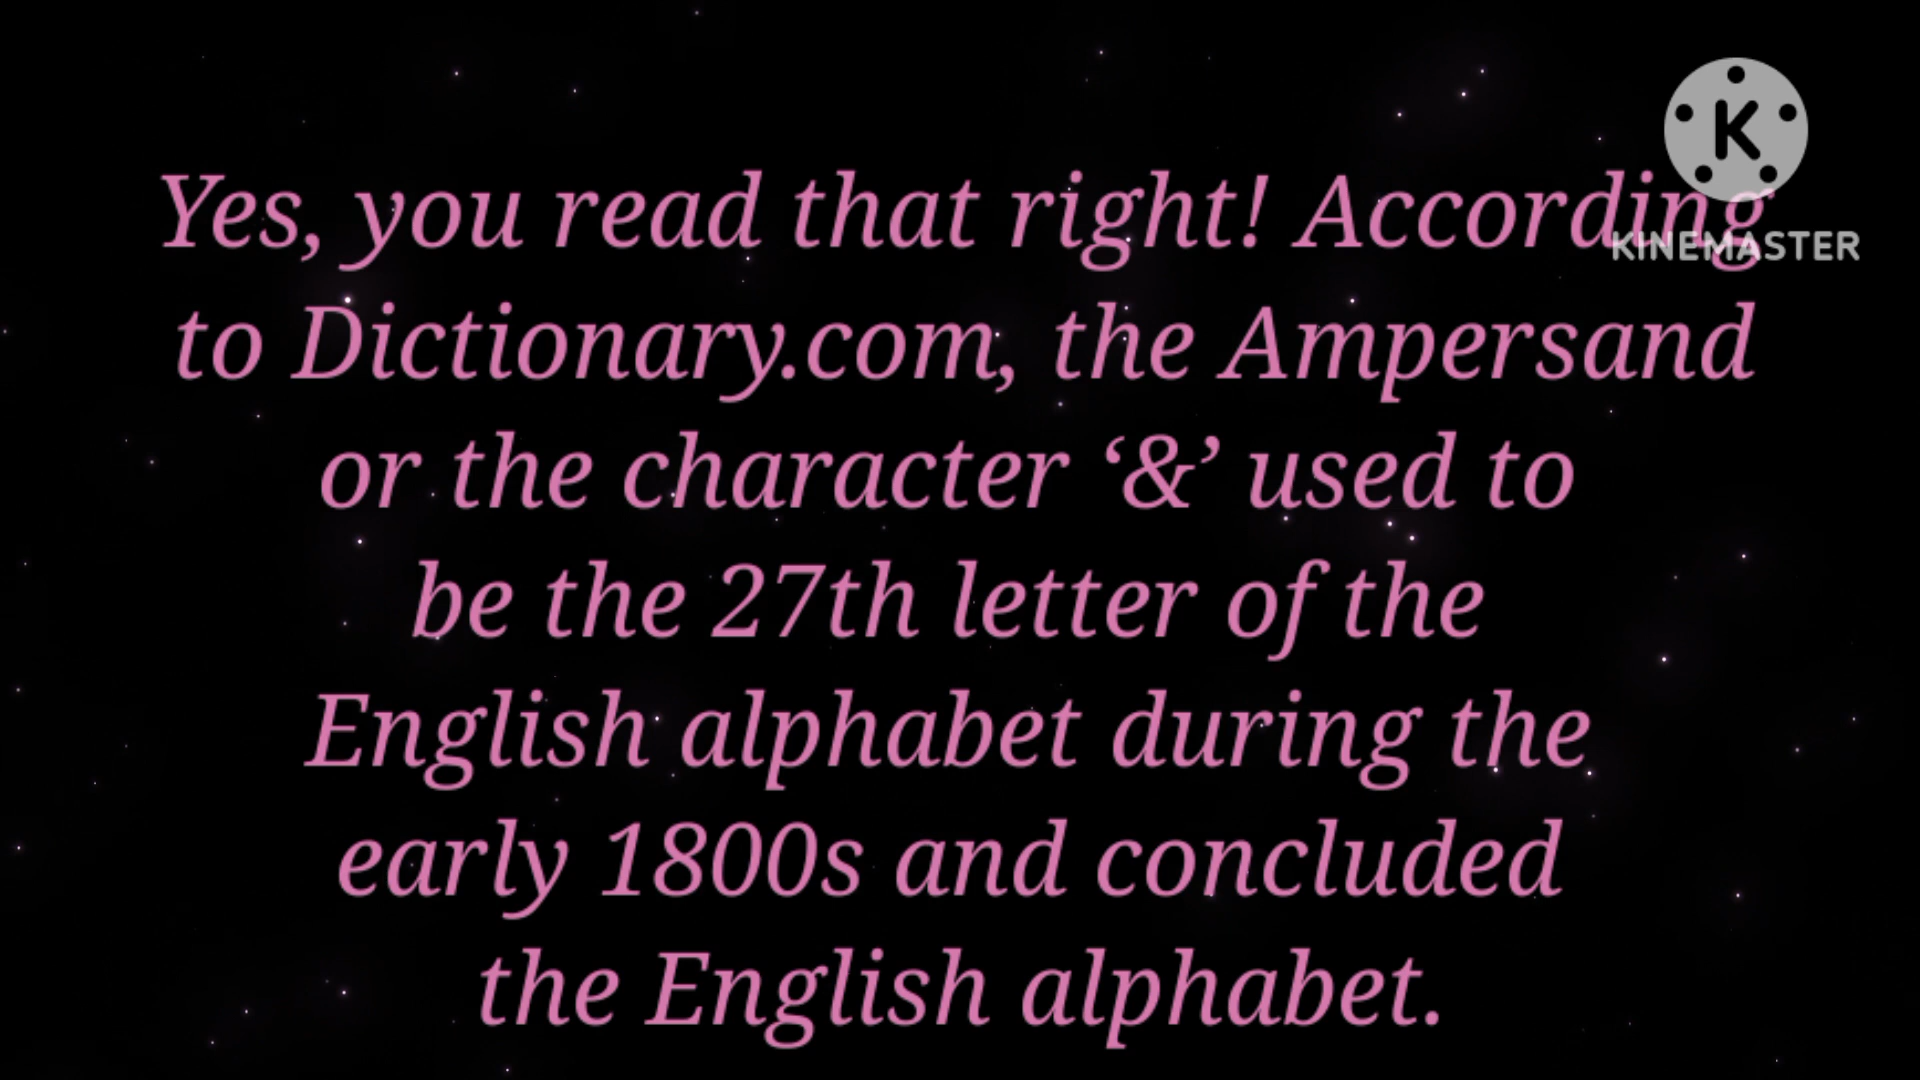 K
KINEMASTER
Yes, you read that right! According
to Dictionary.com, the Ampersand
or the character ‘&’ used to
be the 27th letter of the
English alphabet during the
early 1800s and concluded
the English alphabet.